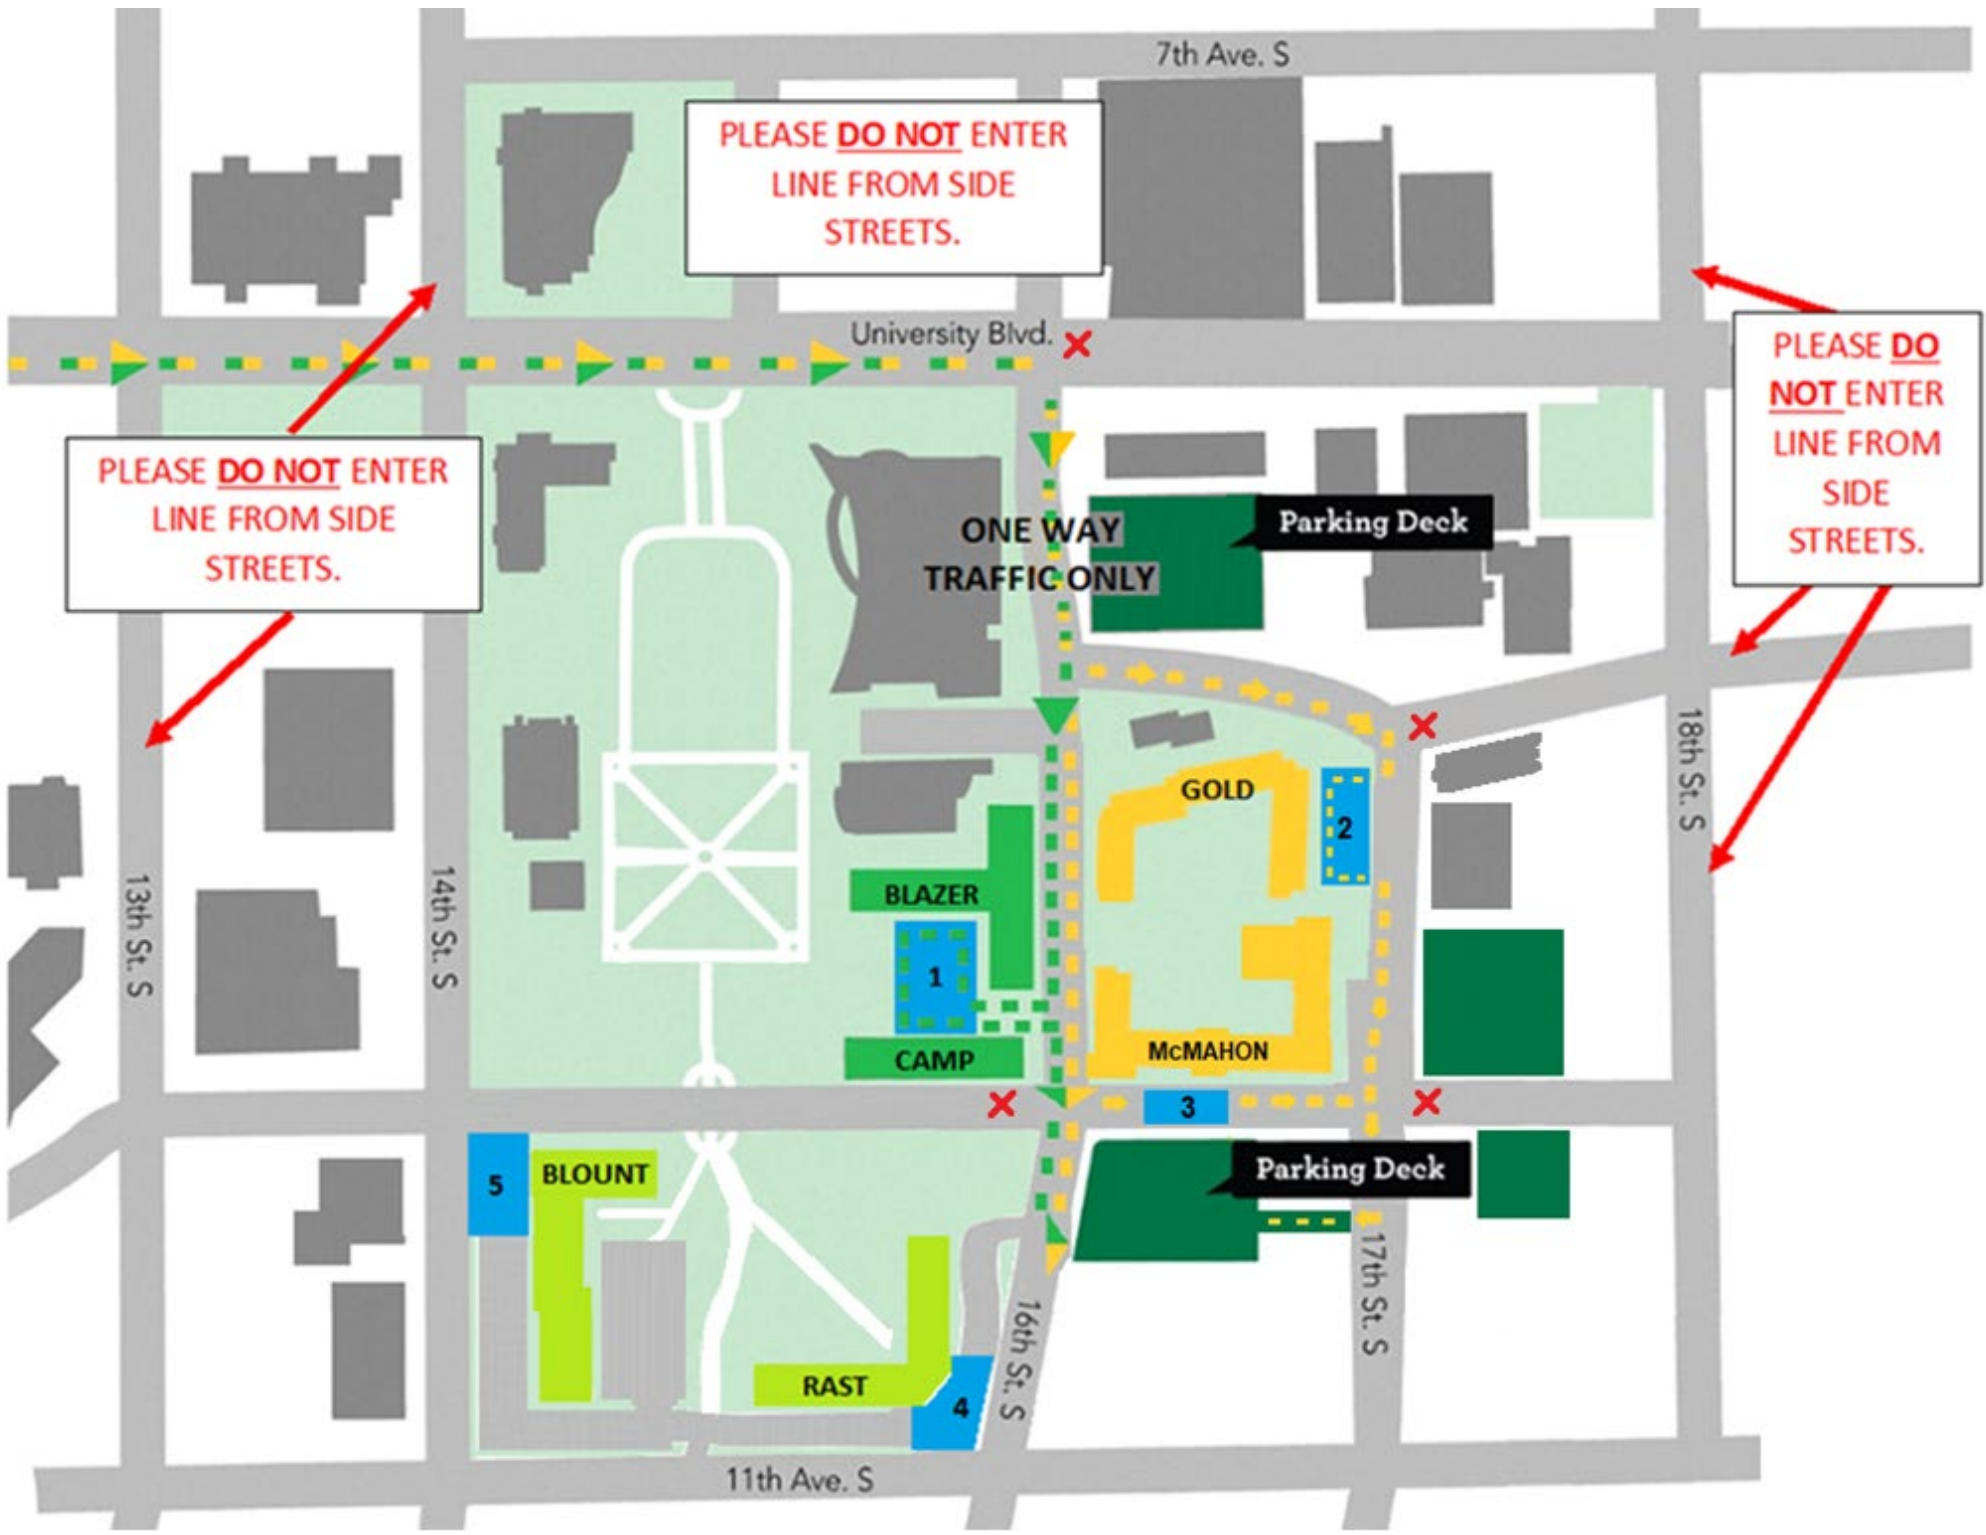 7th Ave. S
PLEASE DO NOT ENTER
LINE FROM SIDE
STREETS.
University Blvd.
PLEASE DO
NOT ENTER
LINE FROM
SIDE
STREETS.
PLEASE DO NOT ENTER
LINE FROM SIDE
STREETS.
ONE WAY
TRAFFIC ONLY
Parking Deck
18th St. S
GOLD
2
BLAZER
13th St. S
14th St. S
1
CAMP
McMAHON
3
5
BLOUNT
Parking Deck
17th St. S
16th St. S
RAST
4
11th Ave. S